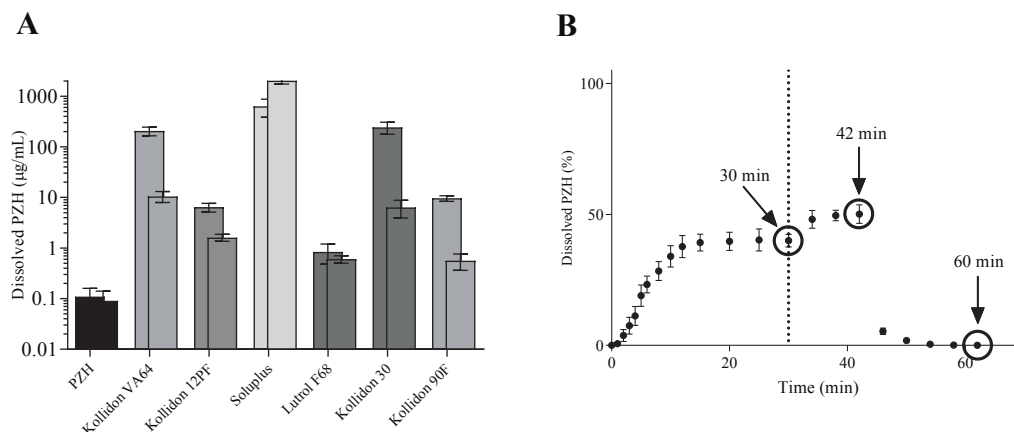 A
Dissolved PZH (µg/mL)
1000
100
10
1
0.1
0.01
PZH
Kollidon VA64
Kollidon 12PF
Soluplus
Lutrol F68
Kollidon 30
Kollidon 90F
B
Dissolved PZH (%)
100
50
0
30 min
42 min
60 min
0
20
40
60
Time (min)